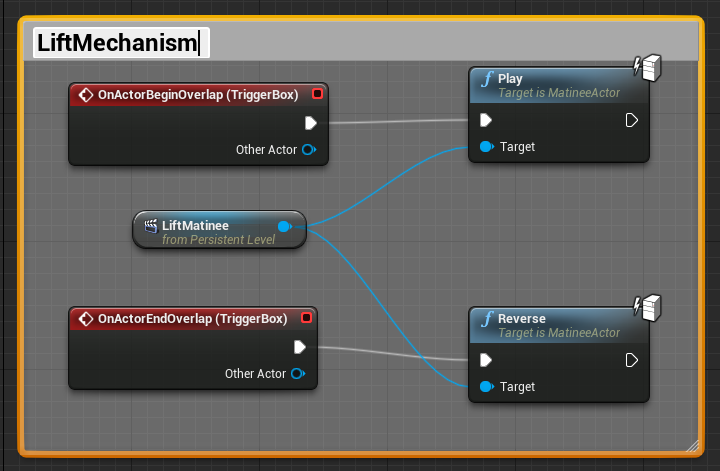 LiftMechanism
OnActorBeginOverlap (TriggerBox)
Other Actor
Play
Target is MatineeActor
Target
LiftMatinee
from Persistent Level
OnActorEndOverlap (TriggerBox)
Other Actor
Reverse
Target is MatineeActor
Target